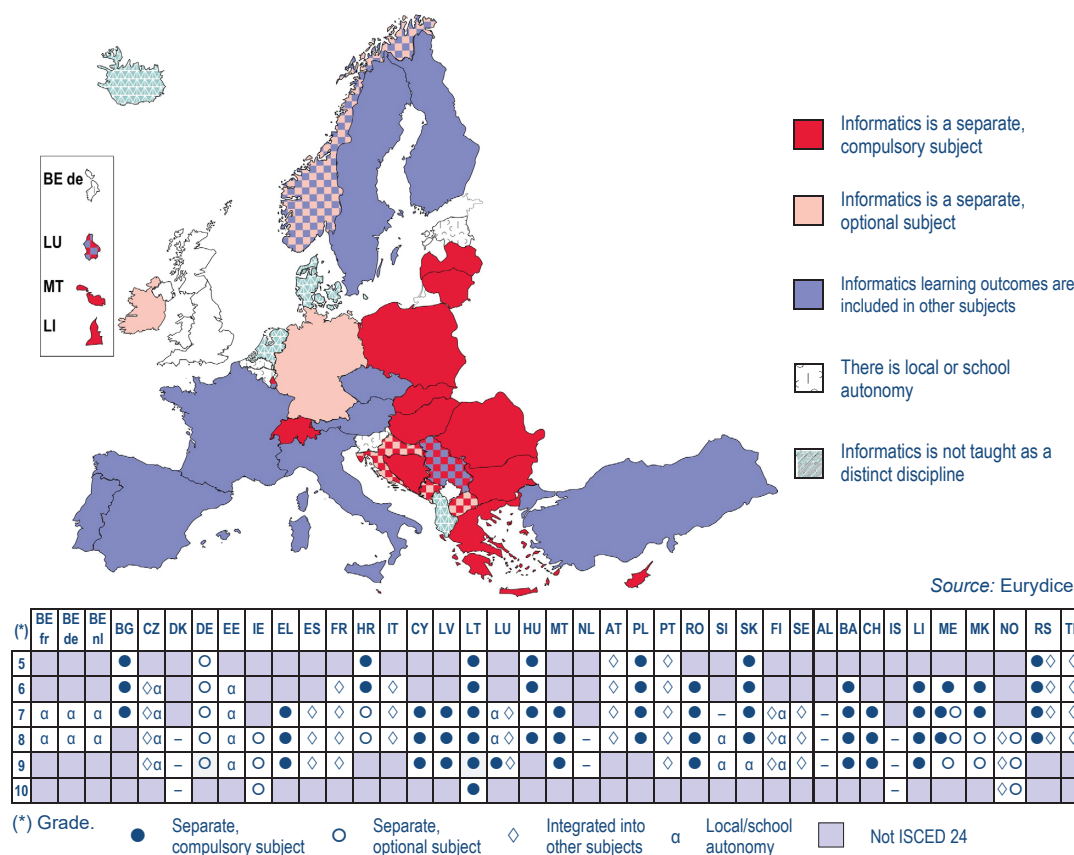 BE de
LU
MT
LI
Informatics is a separate,
compulsory subject
Informatics is a separate,
optional subject
Informatics learning outcomes are
included in other subjects
There is local or school
autonomy
Informatics is not taught as a
distinct discipline
Source: Eurydice
(*) BE fr BE de BE nl BG CZ DK DE EE IE EL ES FR HR IT CY LV LT LU HU MT NL AT PL PT RO SI SK FI SE AL BA CH IS LI ME MK NO RS
5 ● ○ ● ● ● ◊ ● ◊ ● ●◊ ◊
6 ● ◊α ○ α ◊ ● ◊ ● ● ◊ ● ◊ ● ● ● ● ● ● ●◊ ◊
7 α α α ● ◊α ○ α ● ◊ ◊ ○ ◊ ● ● ● α◊ ● ● ◊ ● ◊ ● – ● ◊α ◊ – ● ● ● ●○ ● ●◊ ◊
8 α α α ◊α – ○ α ○ ● ◊ ◊ ○ ◊ ● ● ● α◊ ● ● – ◊ ● ◊ ● α ● ◊α ◊ – ● ● ● ●○ ○ ◊○ ●◊ ◊
9 ◊α – ○ α ○ ● ◊ ◊ ● ● ● ●◊ ● – ◊ ● α α ◊α ◊ – ● ● ● ○ ○ ◊○
10 – ○ ● – ◊○
(*) Grade.
● Separate,
compulsory subject
○ Separate,
optional subject
◊ Integrated into
other subjects
α Local/school
autonomy
Not ISCED 24